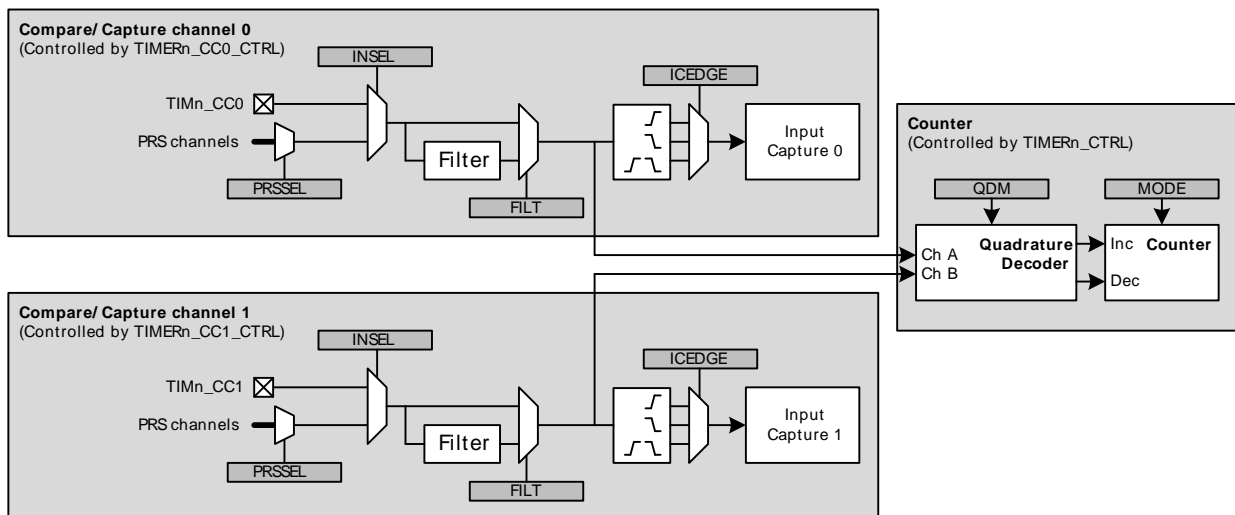 Compare/ Capture channel 0
(Controlled by TIMERn_CC0_CTRL)
INSEL
ICEDGE
TIMn_CC0
PRS channels
Filter
Input
Capture 0
PRSSEL
FILT
Counter
(Controlled by TIMERn_CTRL)
QDM
MODE
Ch A
Ch B
Quadrature
Decoder
Inc
Counter
Dec
Compare/ Capture channel 1
(Controlled by TIMERn_CC1_CTRL)
INSEL
ICEDGE
TIMn_CC1
PRS channels
Filter
Input
Capture 1
PRSSEL
FILT